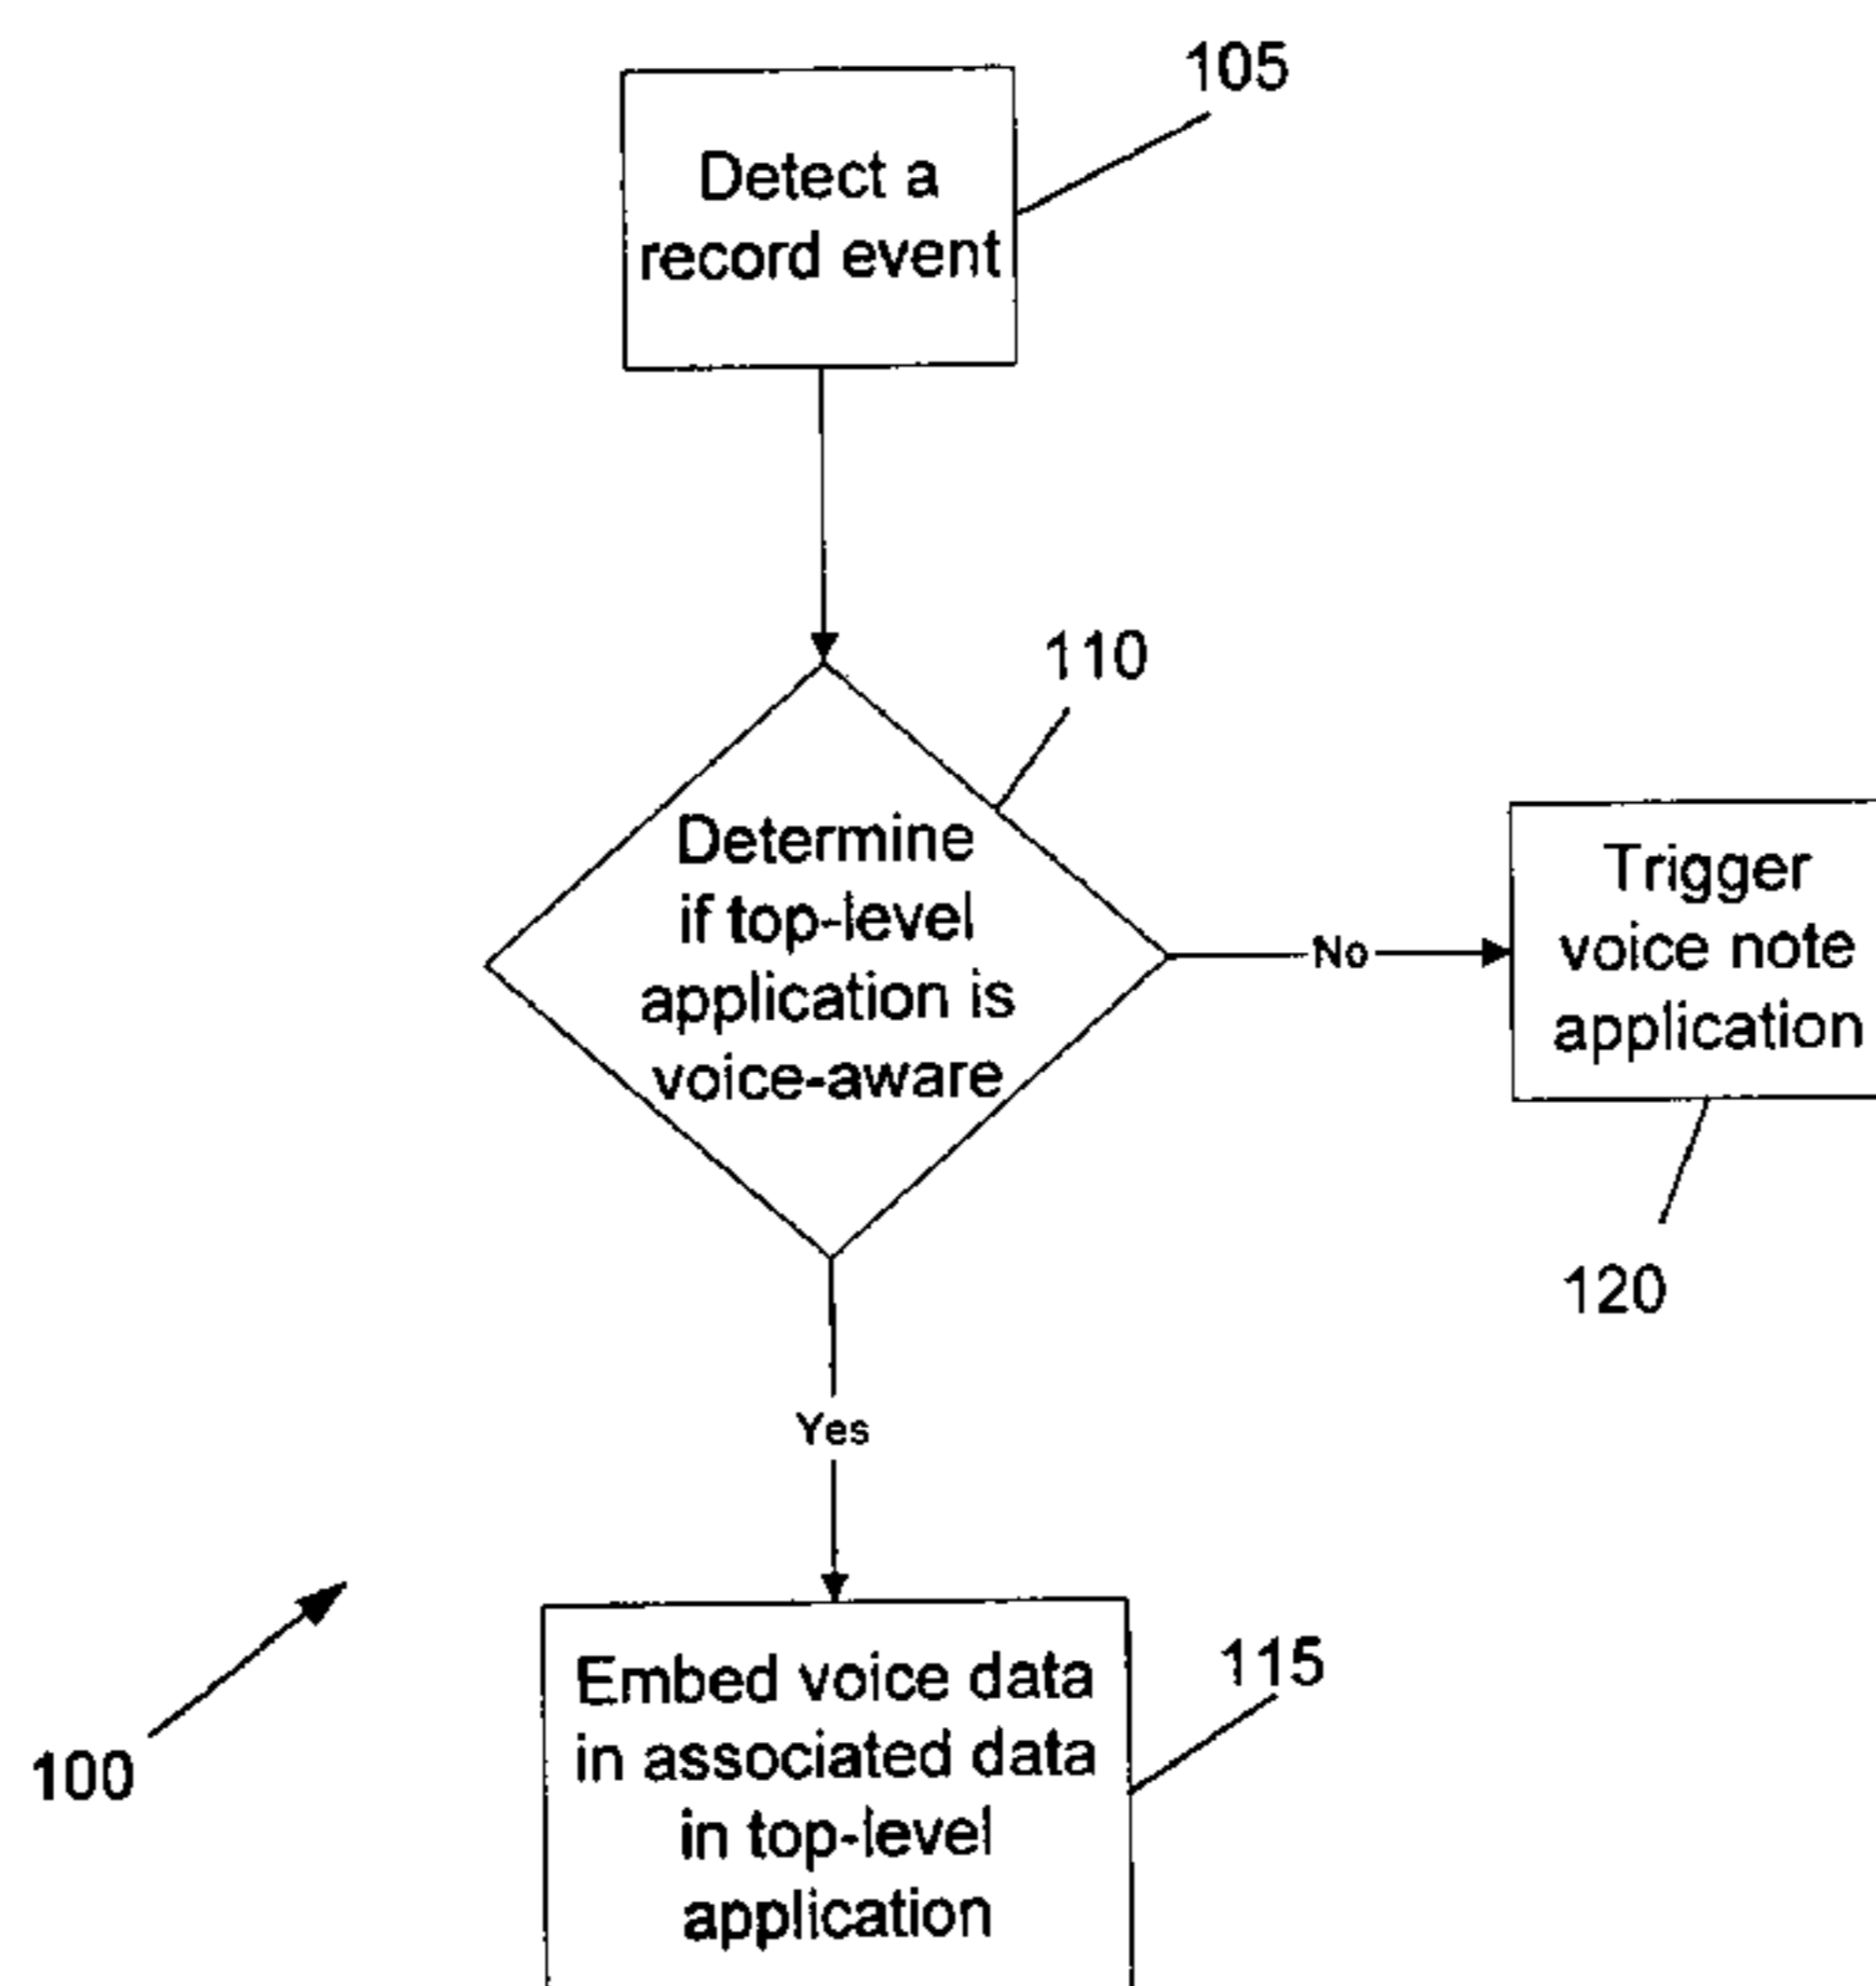 105
Detect a
record event
110
Determine
if top-level
application is
voice-aware
No
Trigger
voice note
application
120
Yes
Embed voice data
in associated data
in top-level
application
115
100